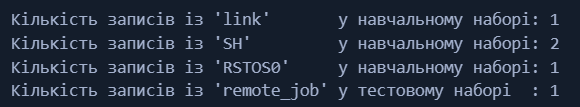 Кількість записів із 'link'       у навчальному наборі: 1
Кількість записів із 'SH'         у навчальному наборі: 2
Кількість записів із 'RSTOS0'     у навчальному наборі: 1
Кількість записів із 'remote_job' у тестовому наборі  : 1